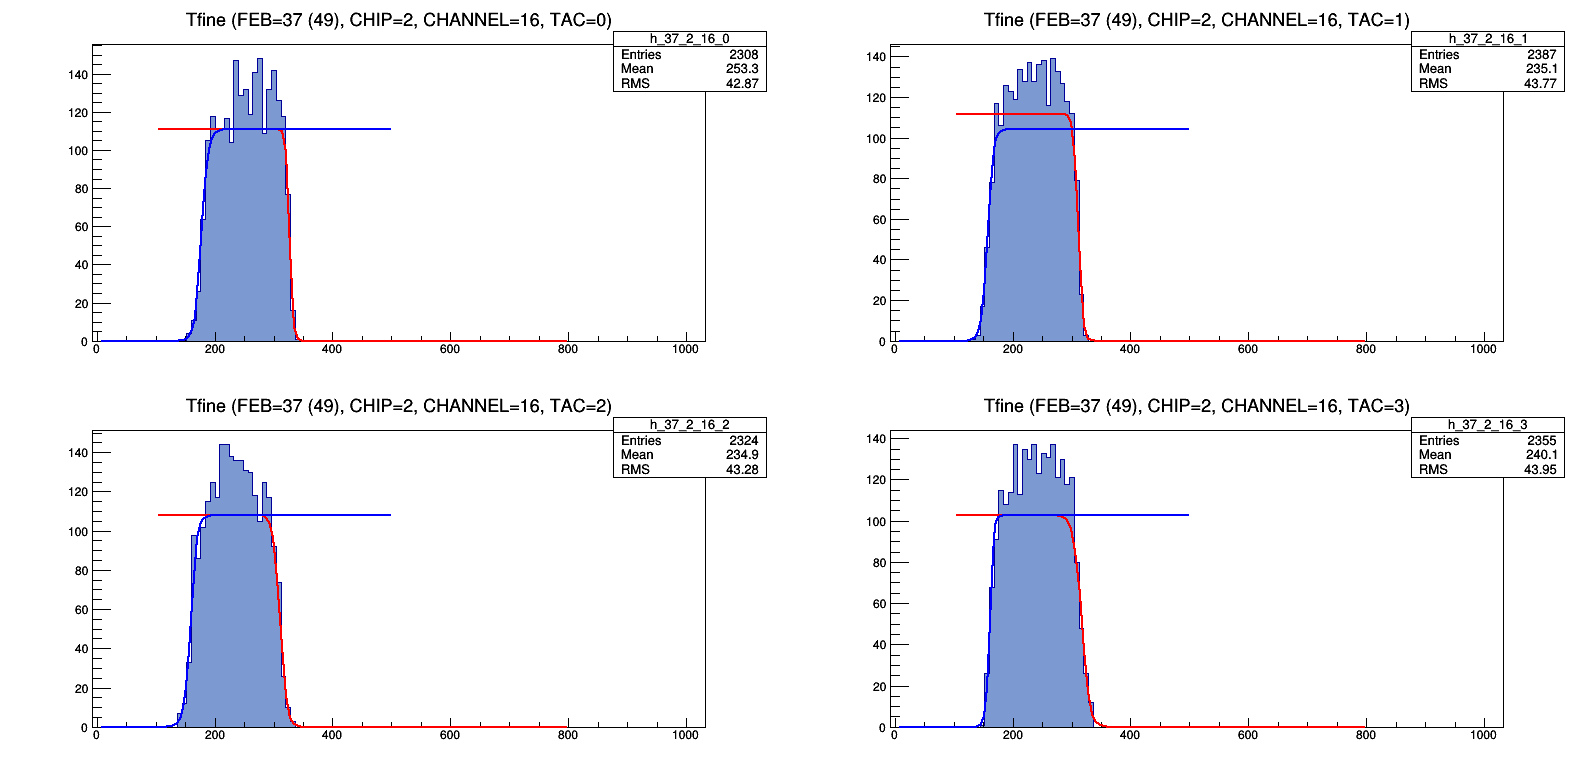 Tfine (FEB=37 (49), CHIP=2, CHANNEL=16, TAC=0)
h_37_2_16_0
Entries 2308
Mean 253.3
RMS 42.87
140
120
100
80
60
40
20
0
0 200 400 600 800 1000
Tfine (FEB=37 (49), CHIP=2, CHANNEL=16, TAC=1)
h_37_2_16_1
Entries 2387
Mean 235.1
RMS 43.77
140
120
100
80
60
40
20
0
0 200 400 600 800 1000
Tfine (FEB=37 (49), CHIP=2, CHANNEL=16, TAC=2)
h_37_2_16_2
Entries 2324
Mean 234.9
RMS 43.28
140
120
100
80
60
40
20
0
0 200 400 600 800 1000
Tfine (FEB=37 (49), CHIP=2, CHANNEL=16, TAC=3)
h_37_2_16_3
Entries 2355
Mean 240.1
RMS 43.95
140
120
100
80
60
40
20
0
0 200 400 600 800 1000